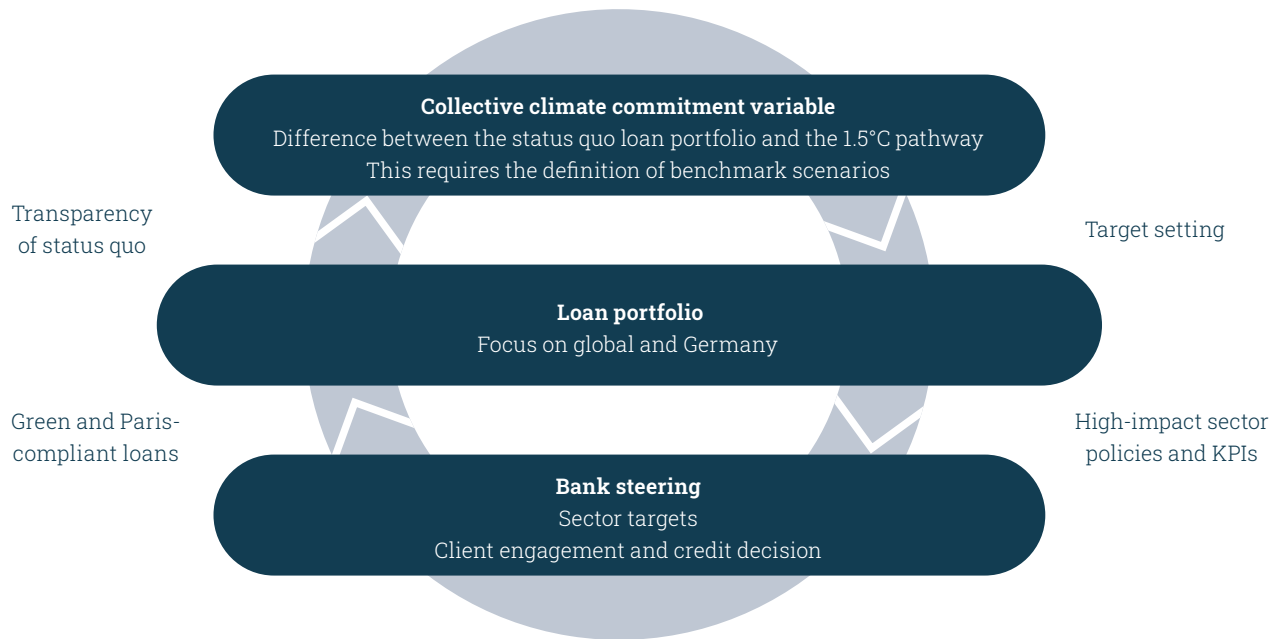 Collective climate commitment variable
Difference between the status quo loan portfolio and the 1.5°C pathway
This requires the definition of benchmark scenarios
Transparency
of status quo
Target setting
Loan portfolio
Focus on global and Germany
Green and Paris-
compliant loans
High-impact sector
policies and KPIs
Bank steering
Sector targets
Client engagement and credit decision